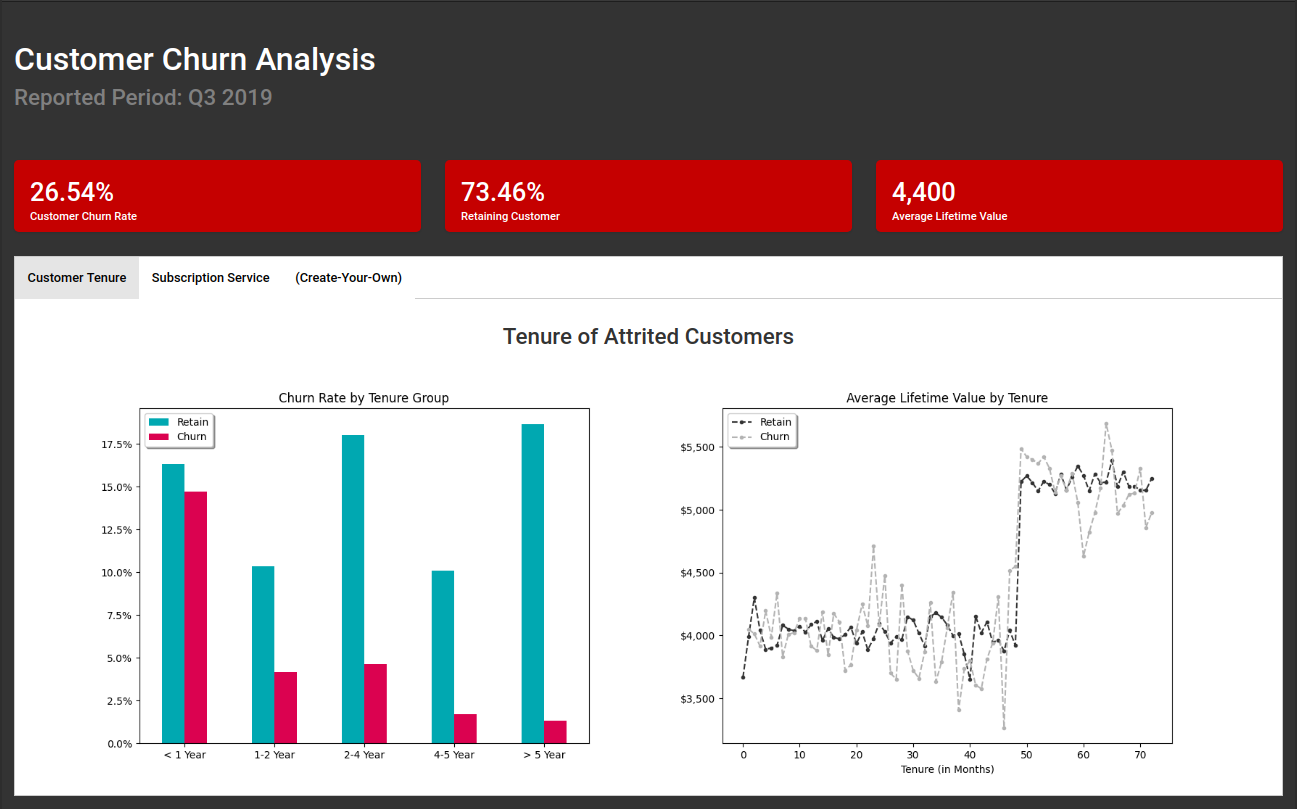 Customer Churn Analysis
Reported Period: Q3 2019
26.54%
Customer Churn Rate
73.46%
Retaining Customer
4,400
Average Lifetime Value
Customer Tenure
Subscription Service
(Create-Your-Own)
Tenure of Attrited Customers
Churn Rate by Tenure Group
Retain
Churn
17.5%
15.0%
12.5%
10.0%
7.5%
5.0%
2.5%
0.0%
< 1 Year
1-2 Year
2-4 Year
4-5 Year
> 5 Year
Average Lifetime Value by Tenure
Retain
Churn
$5,500
$5,000
$4,500
$4,000
$3,500
0
10
20
30
40
50
60
70
Tenure (in Months)